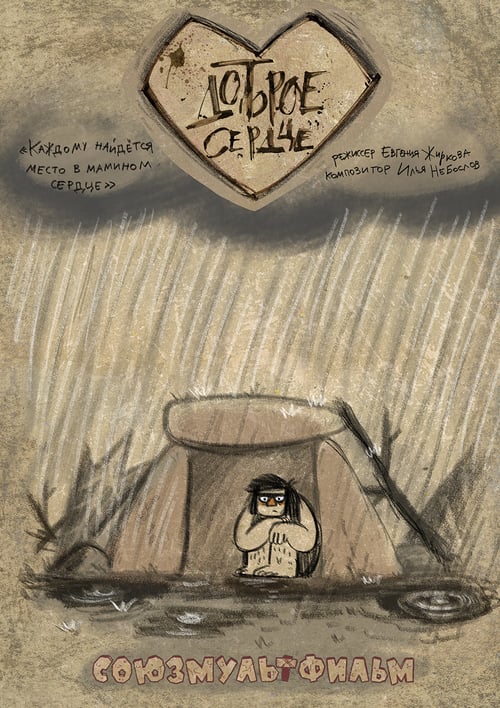 ДОБРОЕ
СЕРДЦЕ
«КАЖДОМУ НАЙДЁТСЯ
МЕСТО В МАМИНОМ
СЕРДЦЕ»
РЕЖИССЕР ЕВГЕНИЯ ЖИРКОВА
КОМПОЗИТОР ИЛЬЯ НЕБОСЛОВ
СОЮЗМУЛЬТФИЛЬМ